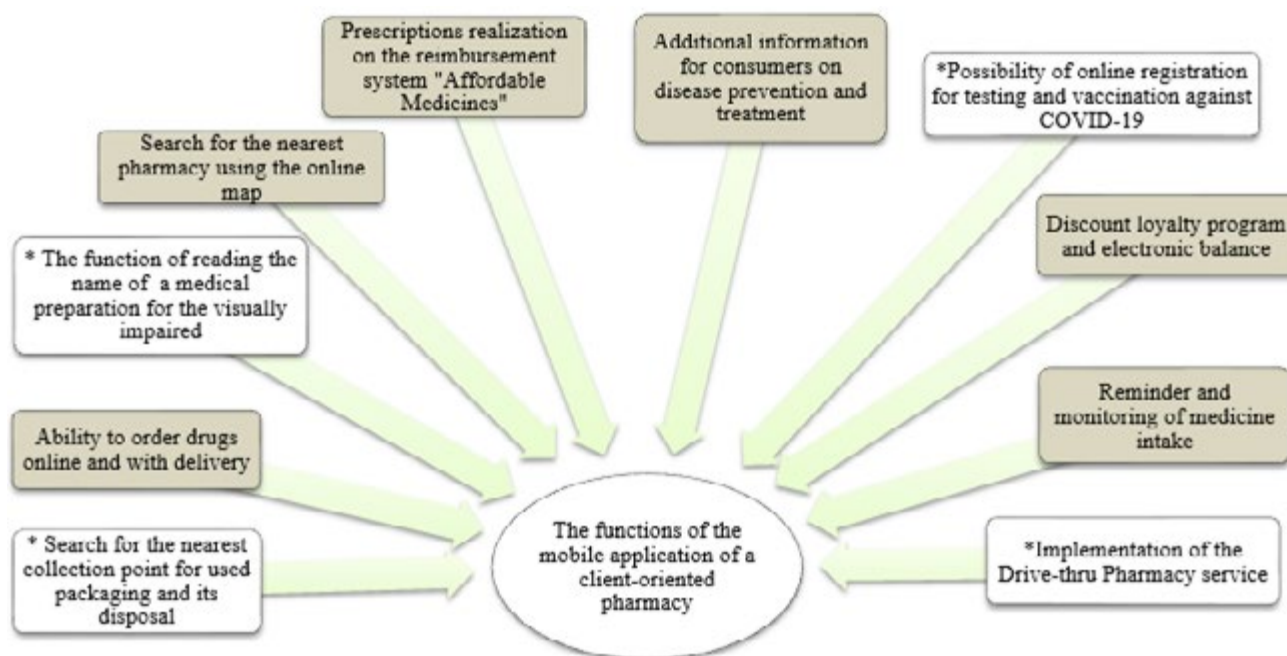 Prescriptions realization
on the reimbursement
system "Affordable
Medicines"
Additional information
for consumers on
disease prevention and
treatment
*Possibility of online registration
for testing and vaccination against
COVID-19
Search for the nearest
pharmacy using the online
map
Discount loyalty program
and electronic balance
* The function of reading the
name of a medical
preparation for the visually
impaired
Reminder and
monitoring of medicine
intake
Ability to order drugs
online and with delivery
* Search for the nearest
collection point for used
packaging and its
disposal
The functions of the
mobile application of a
client-oriented
pharmacy
*Implementation of the
Drive-thru Pharmacy service